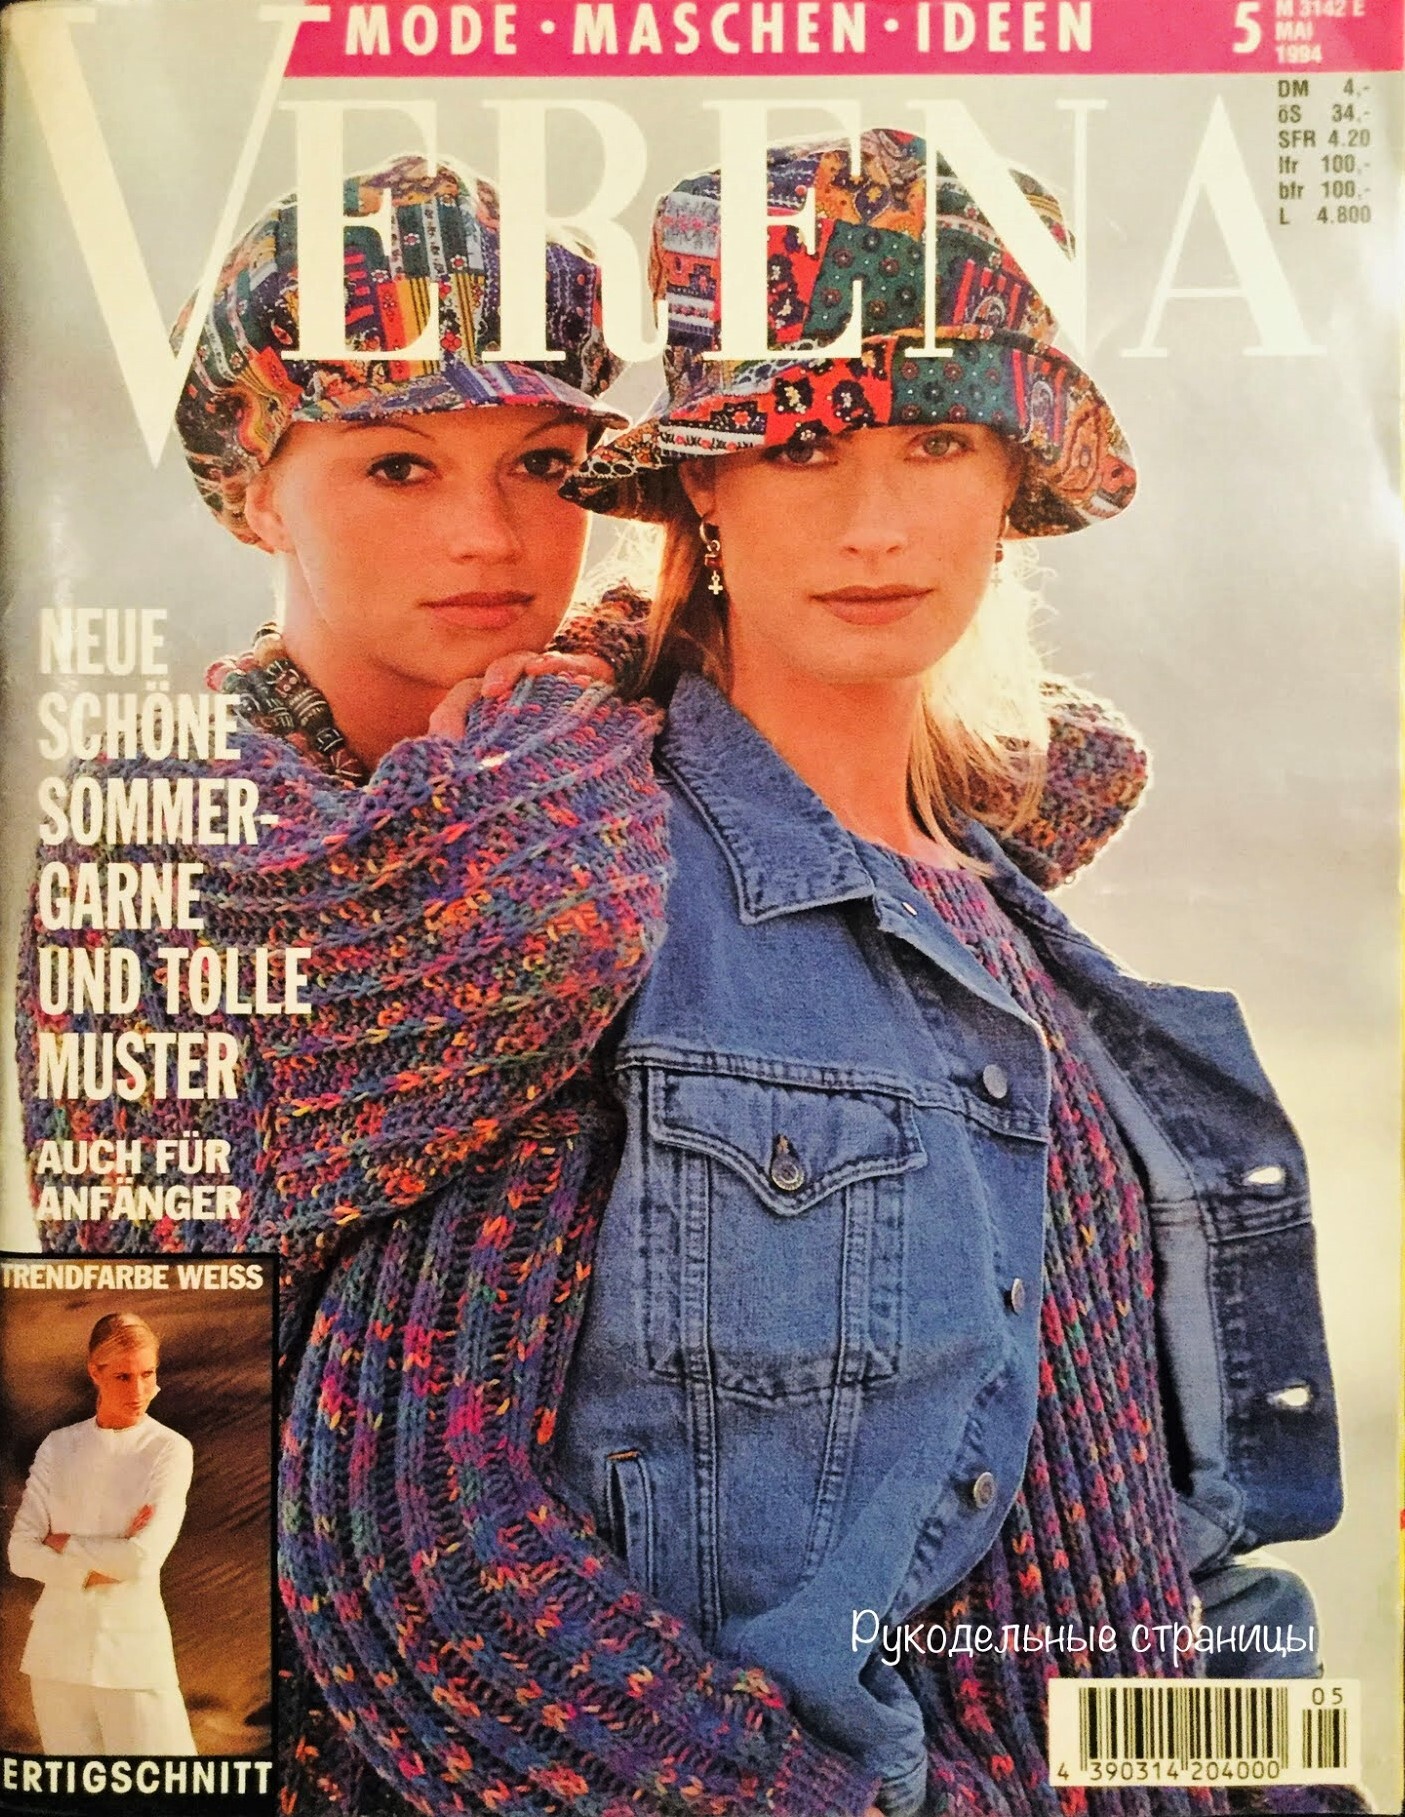 MODE · MASCHEN · IDEEN
5
M 3142 E
MAI
1994
VERENA
DM 4,-
öS 34,-
SFR 4.20
lfr 100,-
bfr 100,-
L 4.800
NEUE
SCHÖNE
SOMMER-
GARNE
UND TOLLE
MUSTER
AUCH FÜR
ANFÄNGER
TRENDFARBE WEISS
ERTIGSCHNITT
Рукодельные страницы
05
4 390314 204000